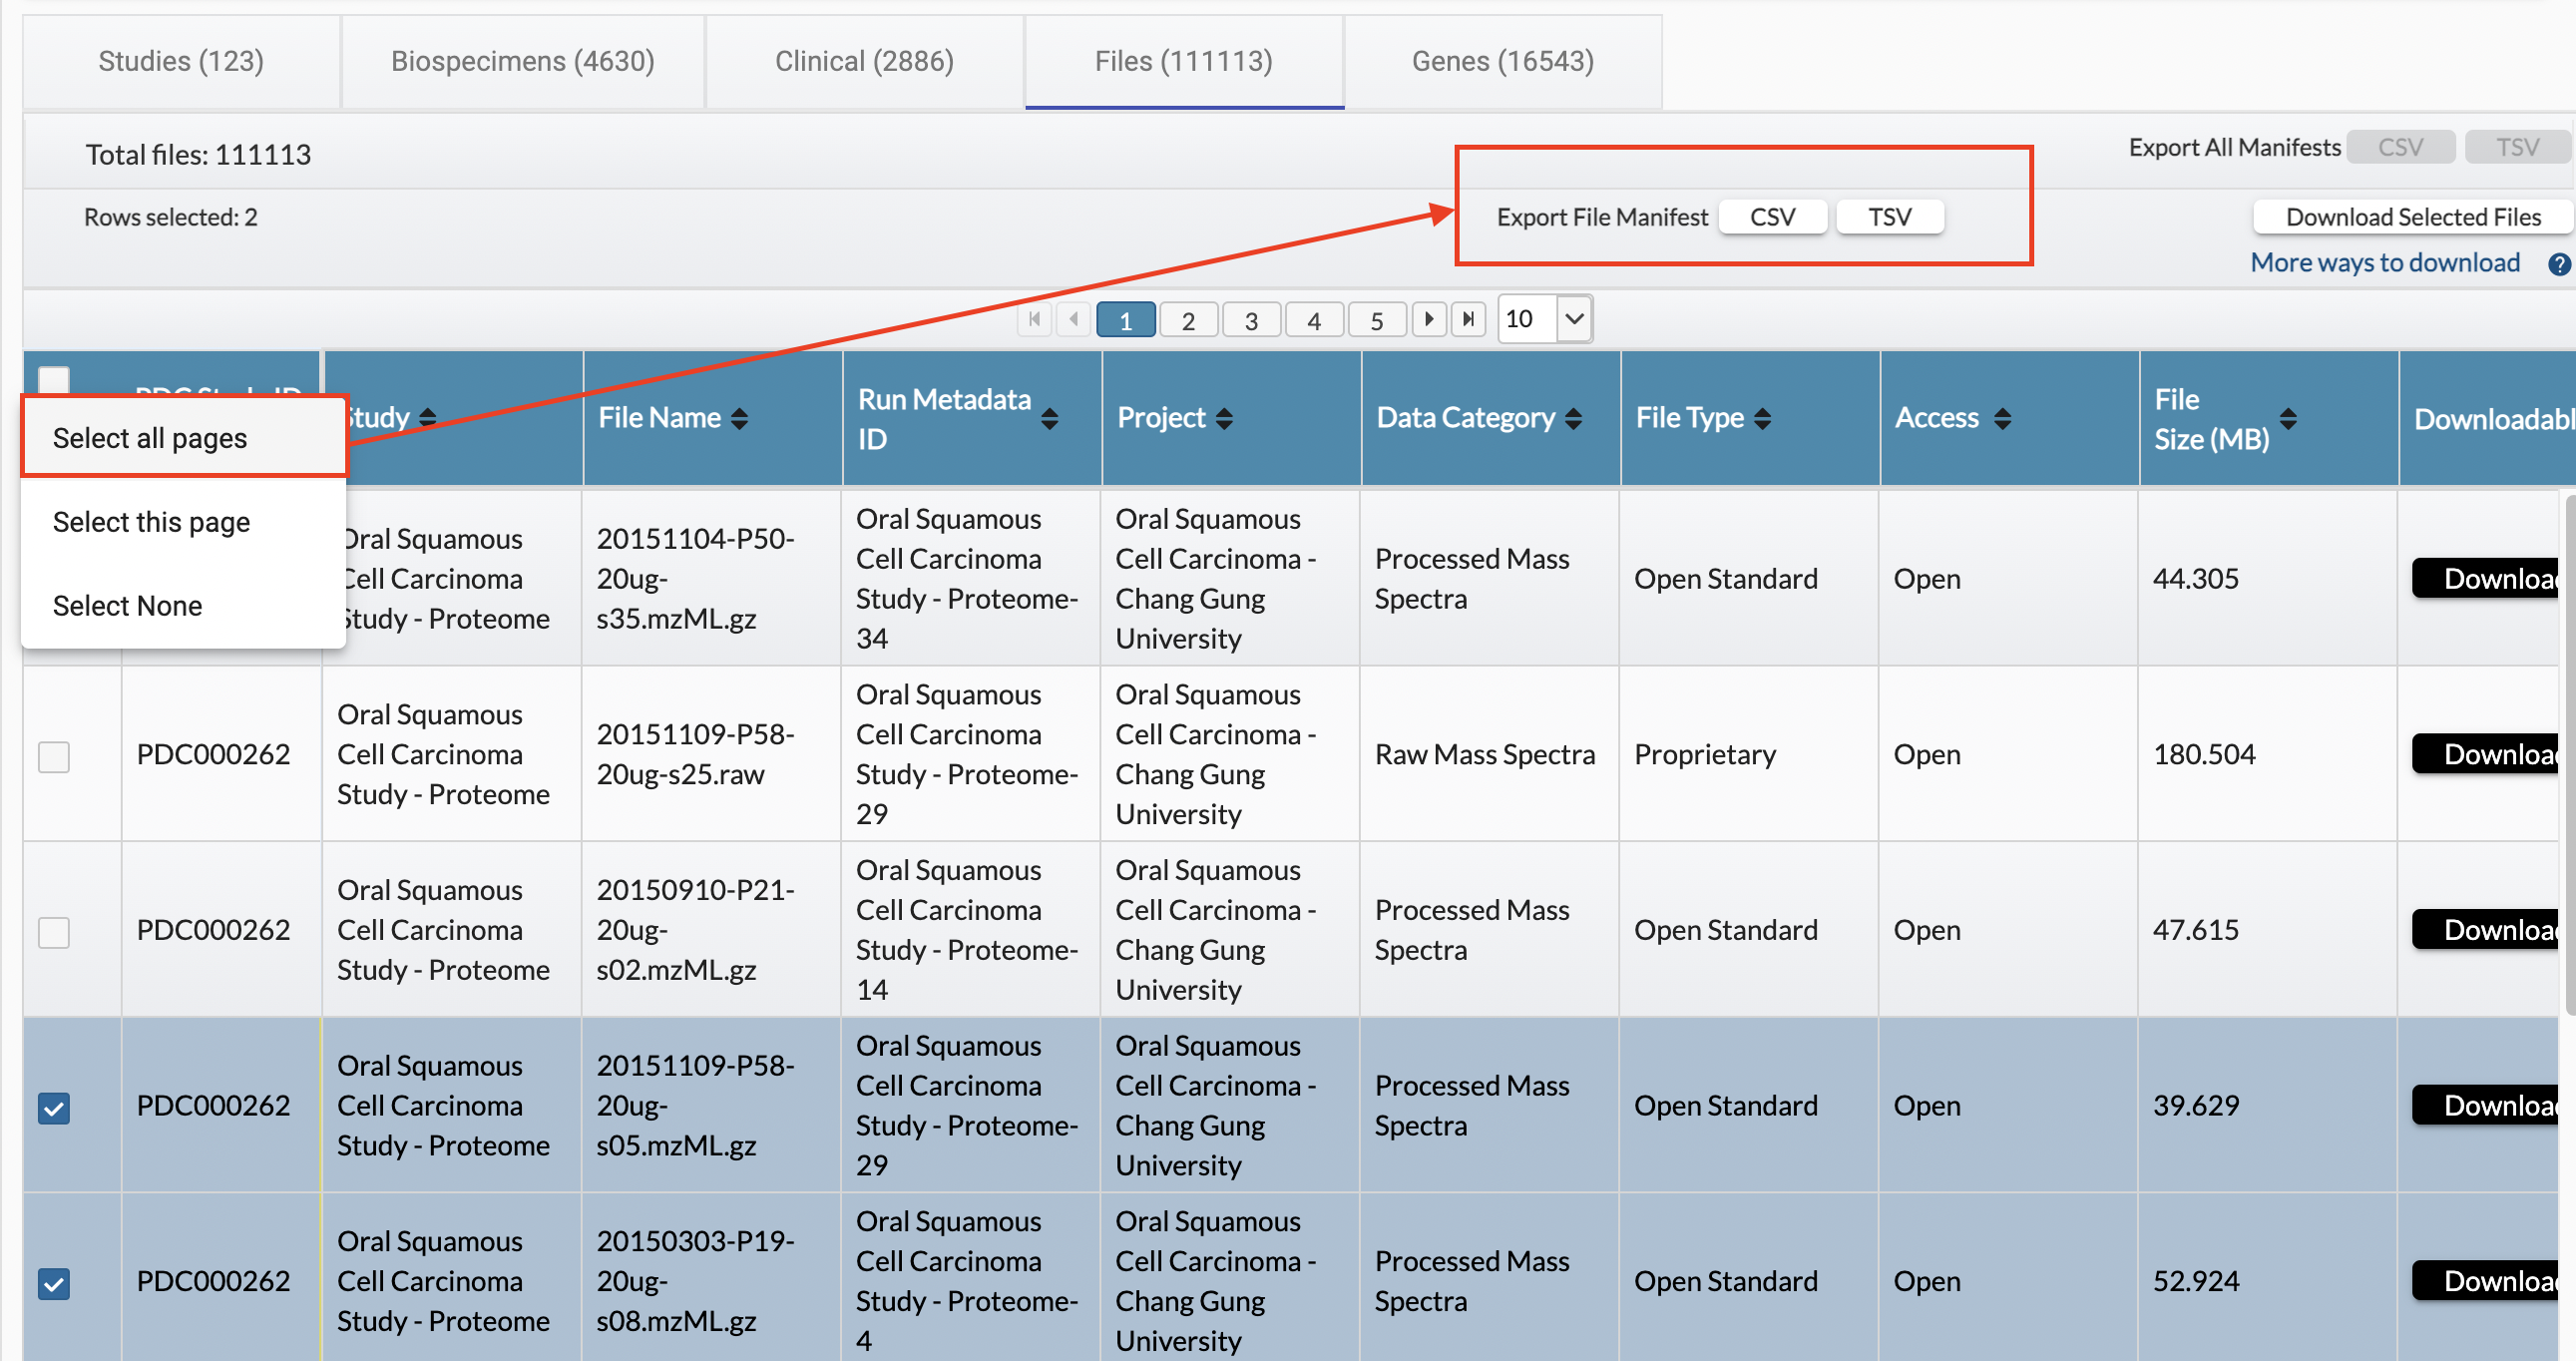 Studies (123)
Biospecimens (4630)
Clinical (2886)
Files (111113)
Genes (16543)
Total files: 111113
Export All Manifests
CSV
TSV
Rows selected: 2
Export File Manifest
CSV
TSV
Download Selected Files
More ways to download
?
1
2
3
4
5
10
PDC Study ID
Study
File Name
Run Metadata
ID
Project
Data Category
File Type
Access
File
Size (MB)
Downloadabl
Select all pages
Select this page
Select None
Oral Squamous
Cell Carcinoma
Study - Proteome
20151104-P50-
20ug-
s35.mzML.gz
Oral Squamous
Cell Carcinoma
Study - Proteome-
34
Oral Squamous
Cell Carcinoma -
Chang Gung
University
Processed Mass
Spectra
Open Standard
Open
44.305
Downloa
PDC000262
Oral Squamous
Cell Carcinoma
Study - Proteome
20151109-P58-
20ug-s25.raw
Oral Squamous
Cell Carcinoma
Study - Proteome-
29
Oral Squamous
Cell Carcinoma -
Chang Gung
University
Raw Mass Spectra
Proprietary
Open
180.504
Downloa
PDC000262
Oral Squamous
Cell Carcinoma
Study - Proteome
20150910-P21-
20ug-
s02.mzML.gz
Oral Squamous
Cell Carcinoma
Study - Proteome-
14
Oral Squamous
Cell Carcinoma -
Chang Gung
University
Processed Mass
Spectra
Open Standard
Open
47.615
Downloa
PDC000262
Oral Squamous
Cell Carcinoma
Study - Proteome
20151109-P58-
20ug-
s05.mzML.gz
Oral Squamous
Cell Carcinoma
Study - Proteome-
29
Oral Squamous
Cell Carcinoma -
Chang Gung
University
Processed Mass
Spectra
Open Standard
Open
39.629
Downloa
PDC000262
Oral Squamous
Cell Carcinoma
Study - Proteome
20150303-P19-
20ug-
s08.mzML.gz
Oral Squamous
Cell Carcinoma
Study - Proteome-
4
Oral Squamous
Cell Carcinoma -
Chang Gung
University
Processed Mass
Spectra
Open Standard
Open
52.924
Downloa